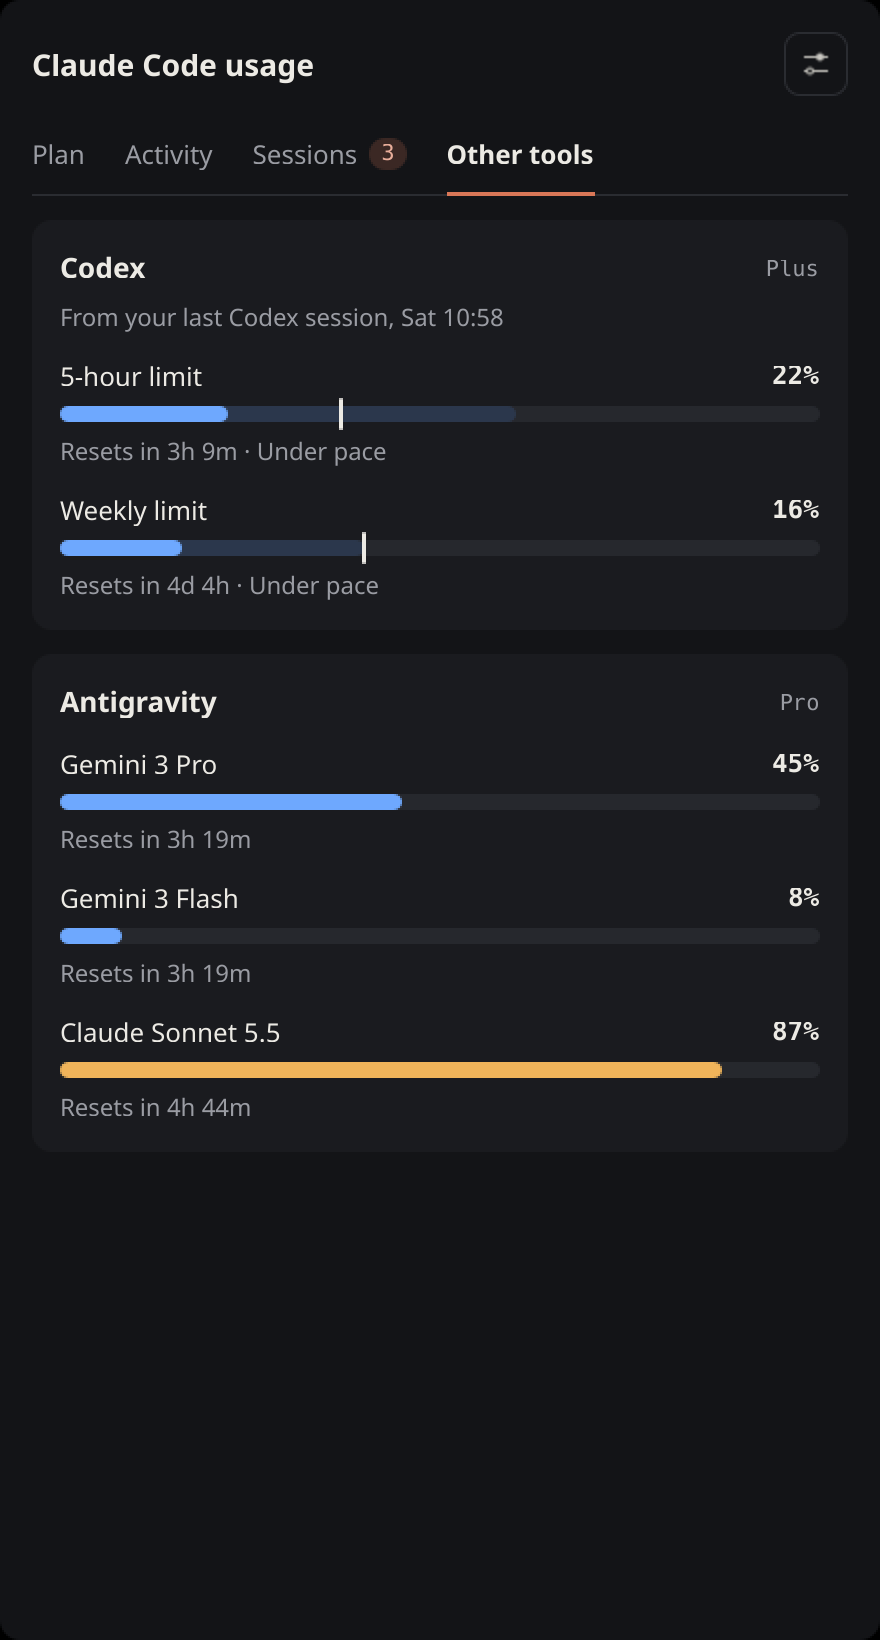 Claude Code usage
Plan Activity Sessions 3 Other tools
Codex Plus
From your last Codex session, Sat 10:58
5-hour limit 22%
Resets in 3h 9m · Under pace
Weekly limit 16%
Resets in 4d 4h · Under pace
Antigravity Pro
Gemini 3 Pro 45%
Resets in 3h 19m
Gemini 3 Flash 8%
Resets in 3h 19m
Claude Sonnet 5.5 87%
Resets in 4h 44m